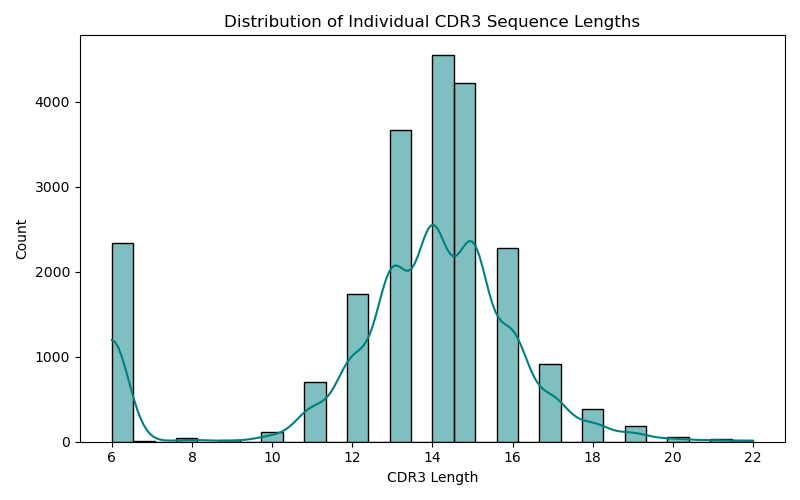 Distribution of Individual CDR3 Sequence Lengths
4000
3000
2000
1000
0
Count
6 8 10 12 14 16 18 20 22
CDR3 Length